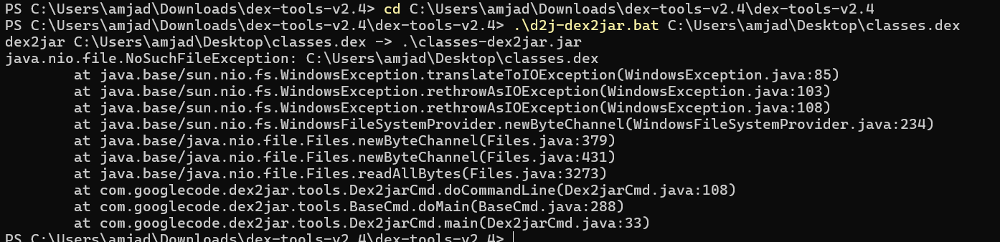 PS C:\Users\amjad\Downloads\dex-tools-v2.4> cd C:\Users\amjad\Downloads\dex-tools-v2.4\dex-tools-v2.4
PS C:\Users\amjad\Downloads\dex-tools-v2.4\dex-tools-v2.4> .\d2j-dex2jar.bat C:\Users\amjad\Desktop\classes.dex
dex2jar C:\Users\amjad\Desktop\classes.dex -> .\classes-dex2jar.jar
java.nio.file.NoSuchFileException: C:\Users\amjad\Desktop\classes.dex
        at java.base/sun.nio.fs.WindowsException.translateToIOException(WindowsException.java:85)
        at java.base/sun.nio.fs.WindowsException.rethrowAsIOException(WindowsException.java:103)
        at java.base/sun.nio.fs.WindowsException.rethrowAsIOException(WindowsException.java:108)
        at java.base/sun.nio.fs.WindowsFileSystemProvider.newByteChannel(WindowsFileSystemProvider.java:234)
        at java.base/java.nio.file.Files.newByteChannel(Files.java:379)
        at java.base/java.nio.file.Files.newByteChannel(Files.java:431)
        at java.base/java.nio.file.Files.readAllBytes(Files.java:3273)
        at com.googlecode.dex2jar.tools.Dex2jarCmd.doCommandLine(Dex2jarCmd.java:108)
        at com.googlecode.dex2jar.tools.BaseCmd.doMain(BaseCmd.java:288)
        at com.googlecode.dex2jar.tools.Dex2jarCmd.main(Dex2jarCmd.java:33)
PS C:\Users\amjad\Downloads\dex-tools-v2.4\dex-tools-v2.4>